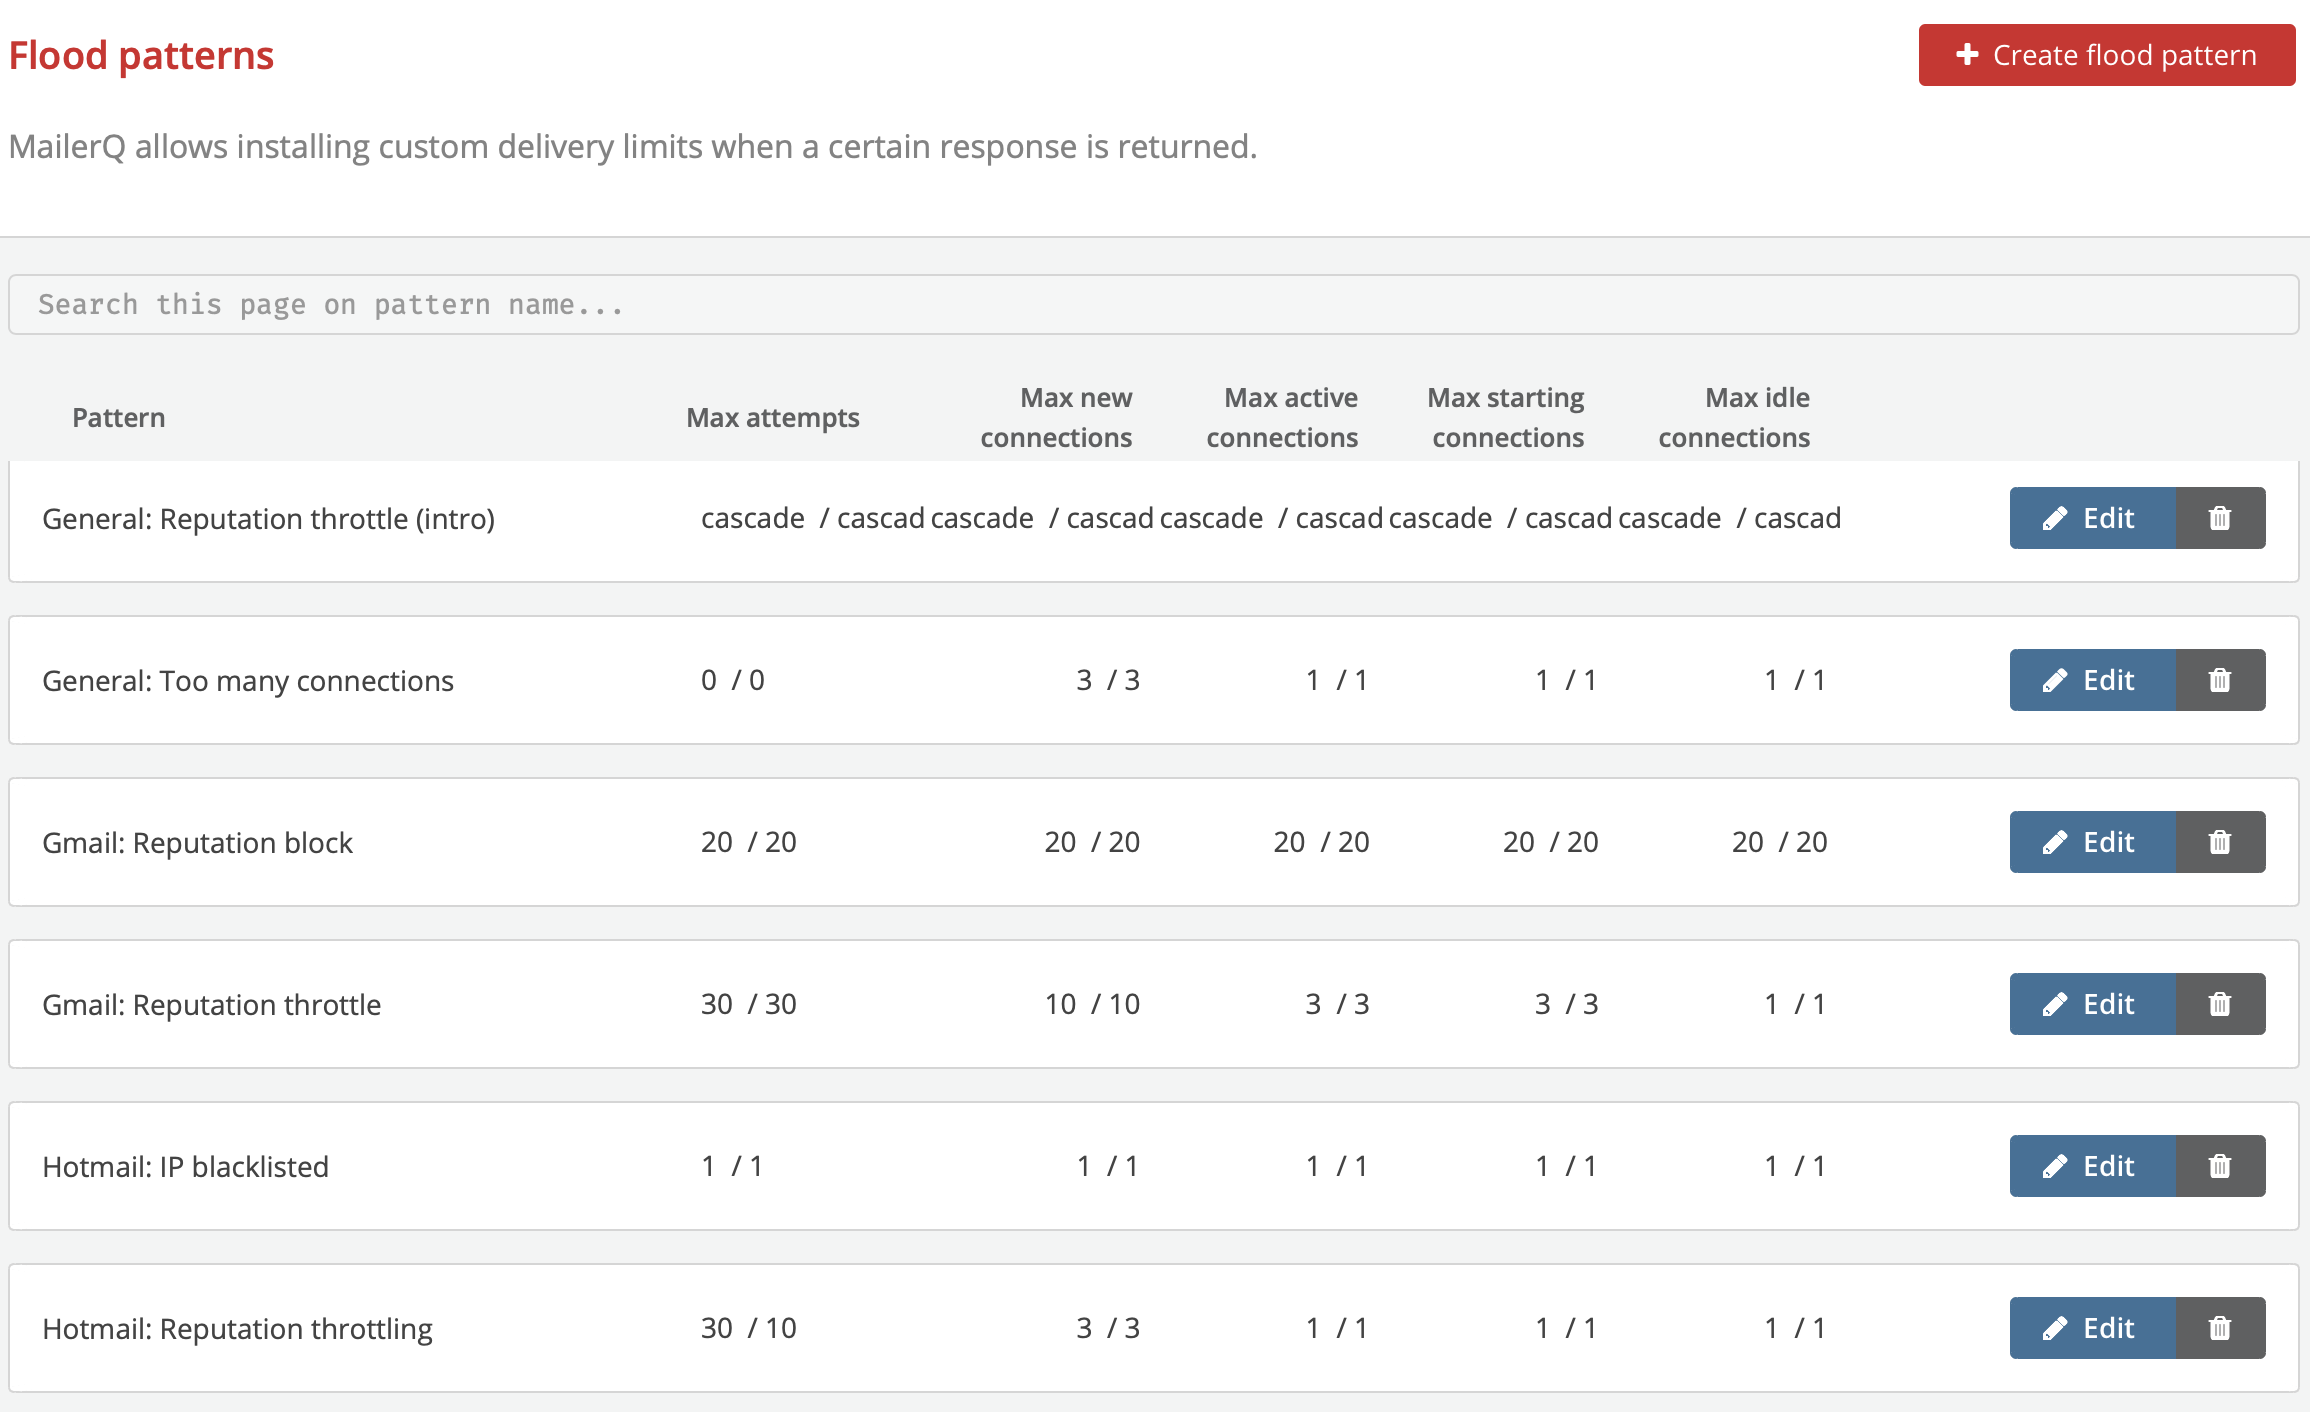 Flood patterns
Create flood pattern
MailerQ allows installing custom delivery limits when a certain response is returned.
Search this page on pattern name...
Pattern Max attempts Max new connections Max active connections Max starting connections Max idle connections
General: Reputation throttle (intro) cascade / cascad cascade / cascad cascade / cascad cascade / cascad cascade / cascad Edit
General: Too many connections 0 / 0 3 / 3 1 / 1 1 / 1 1 / 1 Edit
Gmail: Reputation block 20 / 20 20 / 20 20 / 20 20 / 20 20 / 20 Edit
Gmail: Reputation throttle 30 / 30 10 / 10 3 / 3 3 / 3 1 / 1 Edit
Hotmail: IP blacklisted 1 / 1 1 / 1 1 / 1 1 / 1 1 / 1 Edit
Hotmail: Reputation throttling 30 / 10 3 / 3 1 / 1 1 / 1 1 / 1 Edit